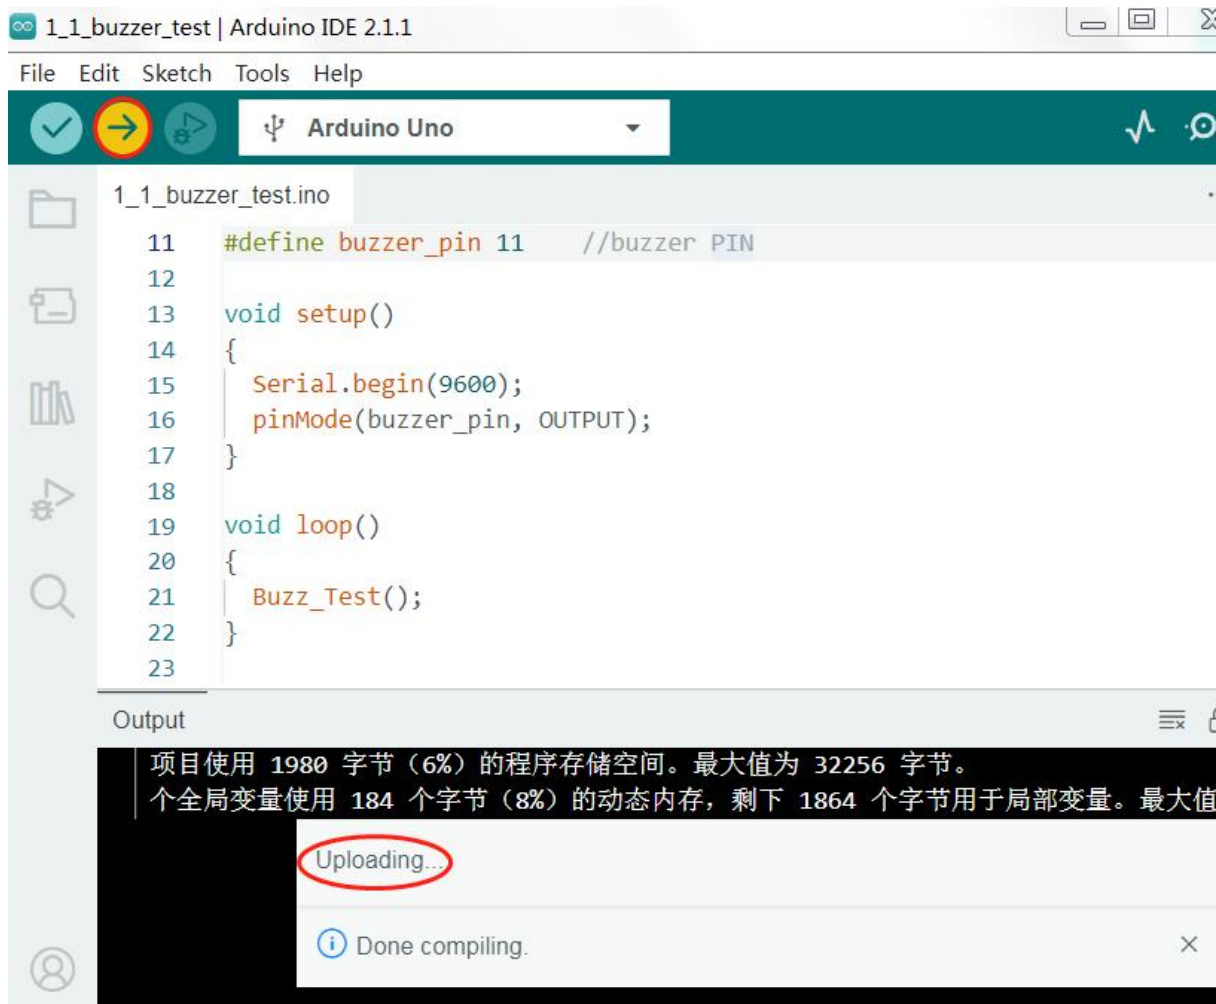 1_1_buzzer_test | Arduino IDE 2.1.1
File Edit Sketch Tools Help
Arduino Uno
1_1_buzzer_test.ino
11 #define buzzer_pin 11 //buzzer PIN
12
13 void setup()
14 {
15 Serial.begin(9600);
16 pinMode(buzzer_pin, OUTPUT);
17 }
18
19 void loop()
20 {
21 Buzz_Test();
22 }
23
Output
项目使用 1980 字节（6%）的程序存储空间。最大值为 32256 字节。
个全局变量使用 184 个字节（8%）的动态内存，剩下 1864 个字节用于局部变量。最大值
Uploading...
Done compiling.